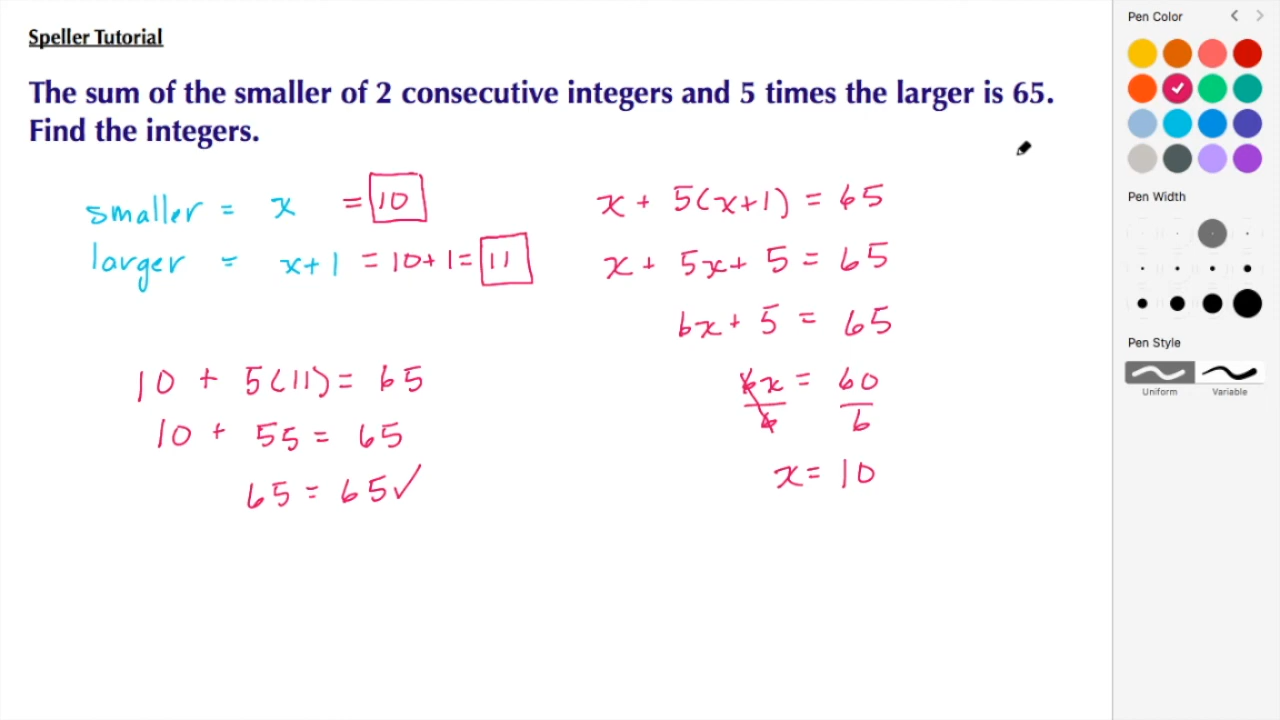 Speller Tutorial
The sum of the smaller of 2 consecutive integers and 5 times the larger is 65.
Find the integers.
smaller = x = 10
larger = x+1 = 10+1 = 11
10 + 5(11) = 65
10 + 55 = 65
65 = 65✓
x + 5(x+1) = 65
x + 5x + 5 = 65
6x + 5 = 65
6x = 60
6 6
x = 10
Pen Color
Pen Width
Pen Style
Uniform Variable